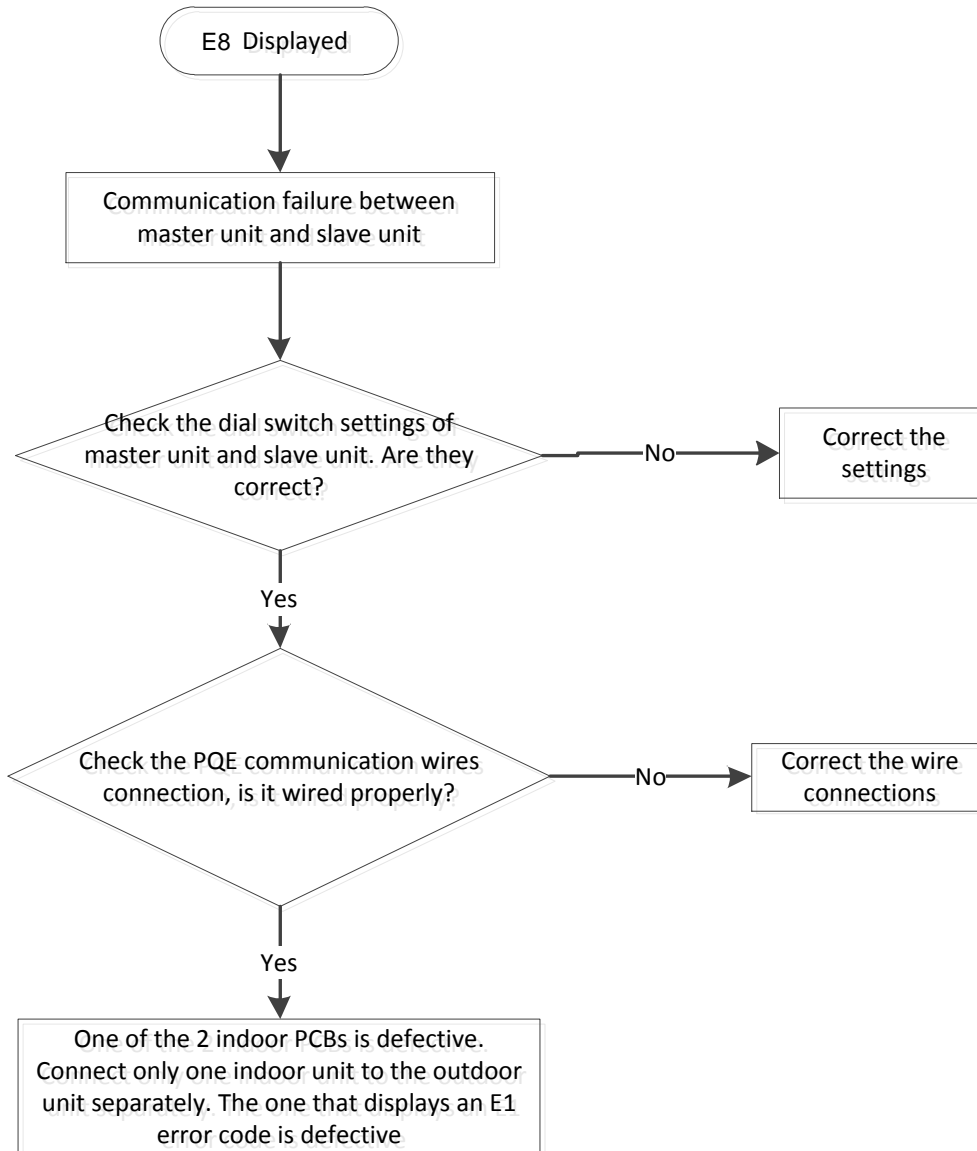 E8 Displayed
Communication failure between
master unit and slave unit
Check the dial switch settings of
master unit and slave unit. Are they
correct?
No
Correct the
settings
Yes
Check the PQE communication wires
connection, is it wired properly?
No
Correct the wire
connections
Yes
One of the 2 indoor PCBs is defective.
Connect only one indoor unit to the outdoor
unit separately. The one that displays an E1
error code is defective